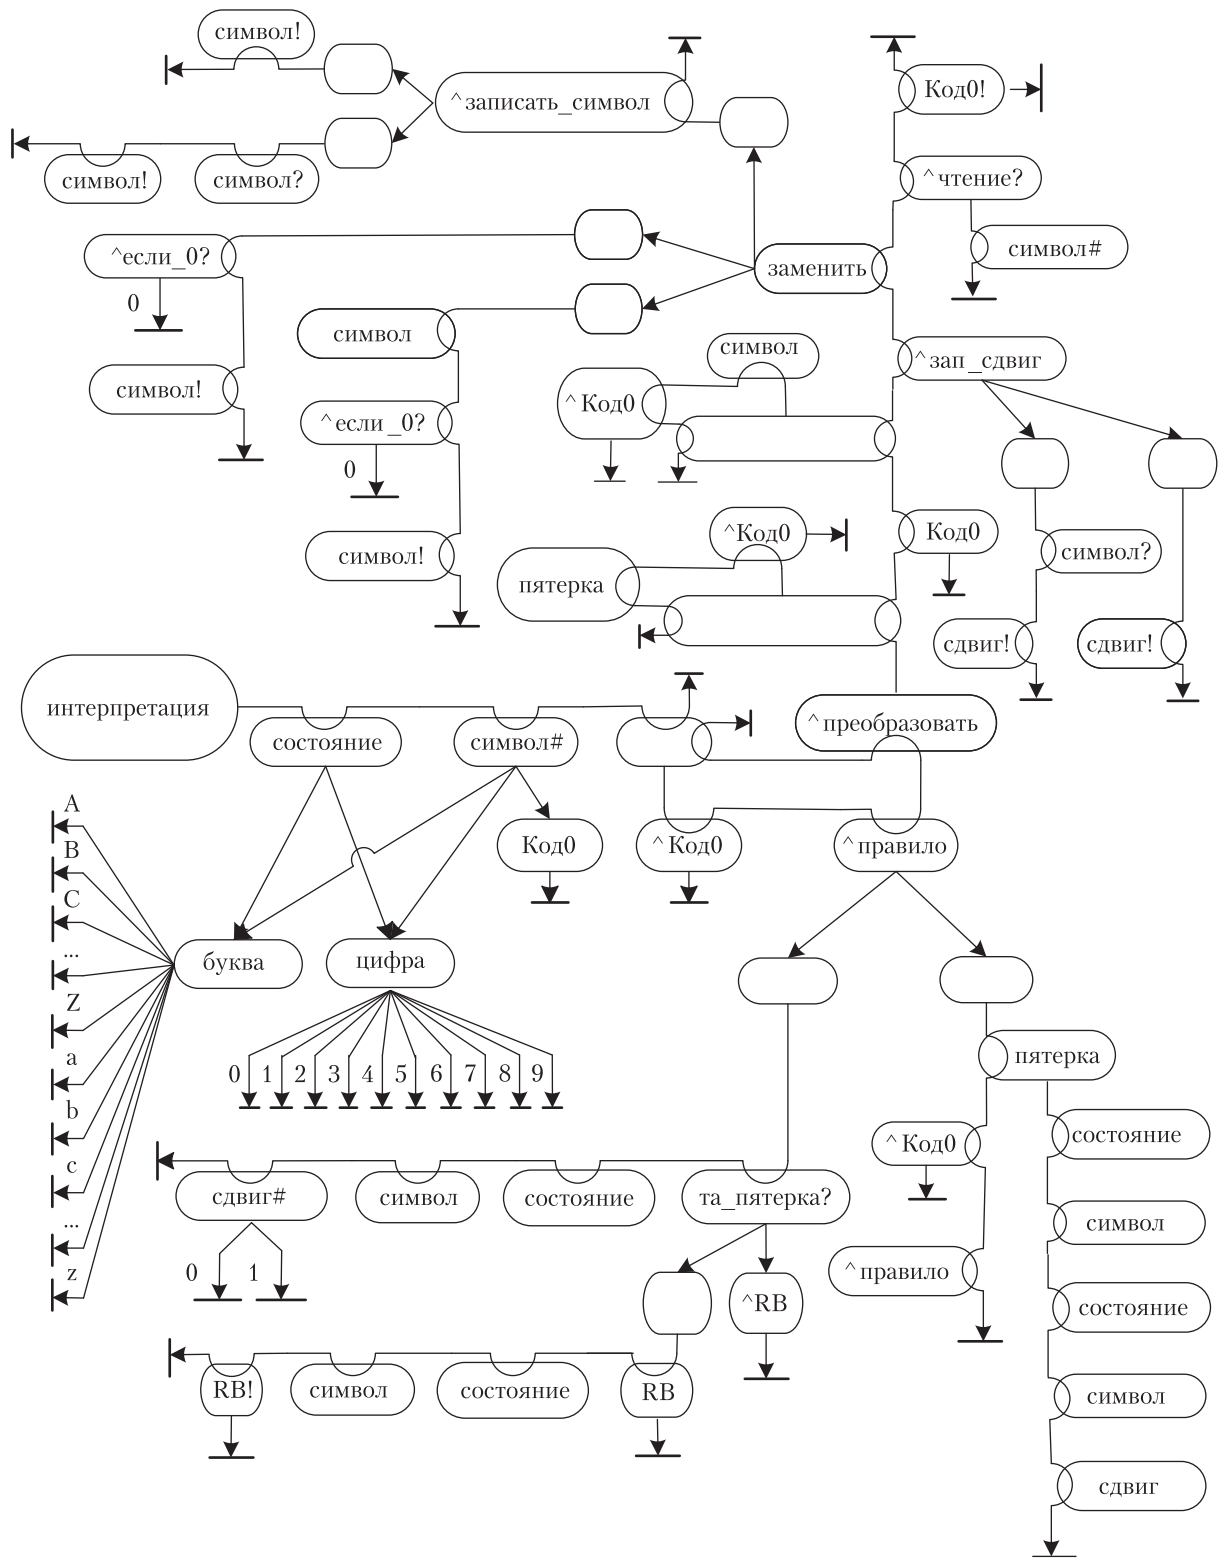 символ!
^записать_символ
Код0!
символ!
символ?
^чтение?
символ#
^если_0?
0
заменить
символ
символ
^зап_сдвиг
символ!
^Код0
^если_0?
0
^Код0
Код0
символ?
символ!
пятерка
сдвиг!
сдвиг!
интерпретация
состояние
символ#
^преобразовать
A
B
C
...
Z
a
b
c
...
z
Код0
^Код0
^правило
буква
цифра
0 1 2 3 4 5 6 7 8 9
пятерка
^Код0
состояние
сдвиг#
символ
состояние
та_пятерка?
символ
0
1
^правило
^RB
состояние
RB!
символ
состояние
RB
символ
сдвиг